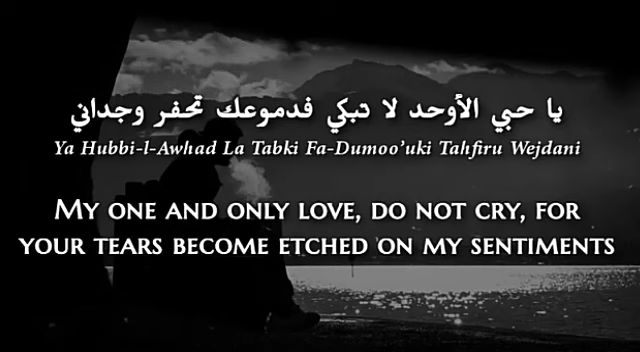 يا حبي الأوحد لا تبكي فدموعك تحفر وجداني
Ya Hubbi-l-Awhad La Tabki Fa-Dumoo'uki Tahfiru Wejdani
My one and only love, do not cry, for
your tears become etched on my sentiments